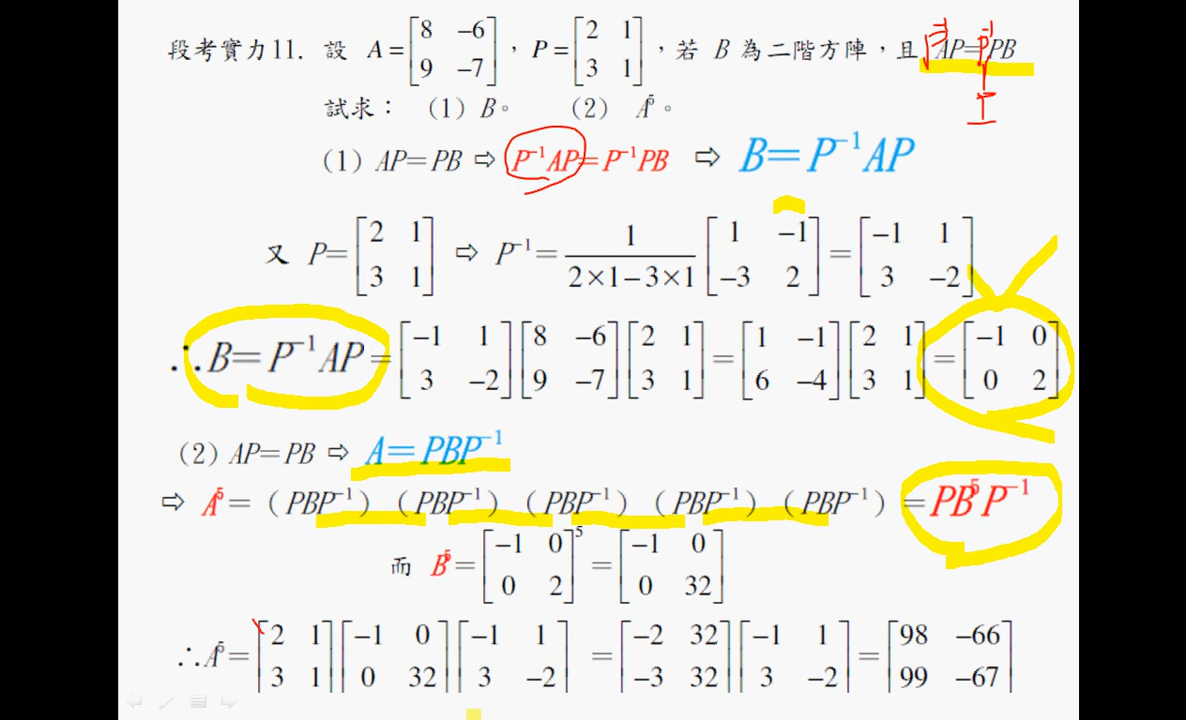 段考實力11. 設 A=[8 −6; 9 −7], P=[2 1; 3 1], 若 B 為二階方陣, 且 AP=PB
P⁻¹ P⁻¹
I
試求: (1) B。 (2) A⁵。
(1) AP=PB ⇨ P⁻¹AP=P⁻¹PB ⇨ B=P⁻¹AP
又 P=[2 1; 3 1] ⇨ P⁻¹= 1/(2×1−3×1) [1 −1; −3 2] = [−1 1; 3 −2]
∴B=P⁻¹AP=[−1 1; 3 −2][8 −6; 9 −7][2 1; 3 1]=[1 −1; 6 −4][2 1; 3 1]=[−1 0; 0 2]
(2) AP=PB ⇨ A=PBP⁻¹
⇨ A⁵=(PBP⁻¹)(PBP⁻¹)(PBP⁻¹)(PBP⁻¹)(PBP⁻¹)=PB⁵P⁻¹
而 B⁵=[−1 0; 0 2]⁵=[−1 0; 0 32]
∴A⁵=[2 1; 3 1][−1 0; 0 32][−1 1; 3 −2]=[−2 32; −3 32][−1 1; 3 −2]=[98 −66; 99 −67]